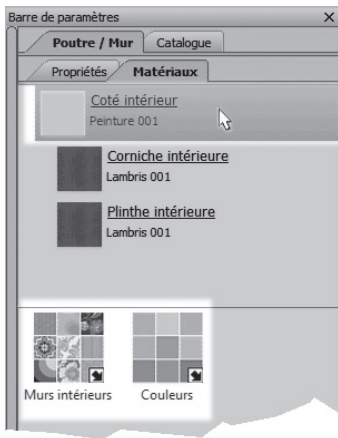 Barre de paramètres
Poutre / Mur Catalogue
Propriétés Matériaux
Coté intérieur
Peinture 001
Corniche intérieure
Lambris 001
Plinthe intérieure
Lambris 001
Murs intérieurs Couleurs